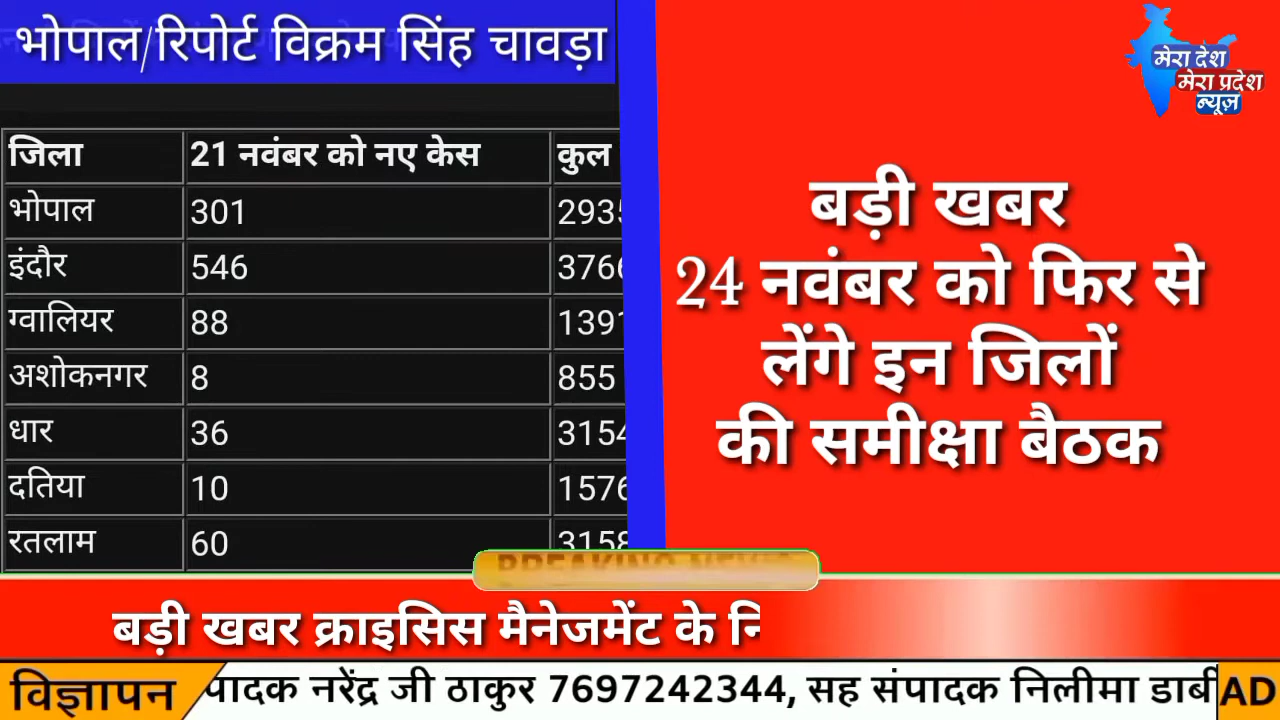 भोपाल/रिपोर्ट विक्रम सिंह चावड़ा
मेरा देश
मेरा प्रदेश
न्यूज़
जिला 21 नवंबर को नए केस कुल
भोपाल 301
इंदौर 546
ग्वालियर 88
अशोकनगर 8 855
धार 36
दतिया 10
रतलाम 60
बड़ी खबर
24 नवंबर को फिर से
लेंगे इन जिलों
की समीक्षा बैठक
BREAKING NEWS
बड़ी खबर क्राइसिस मैनेजमेंट के
विज्ञापन पादक नरेंद्र जी ठाकुर 7697242344, सह संपादक निलीमा डाबी AD